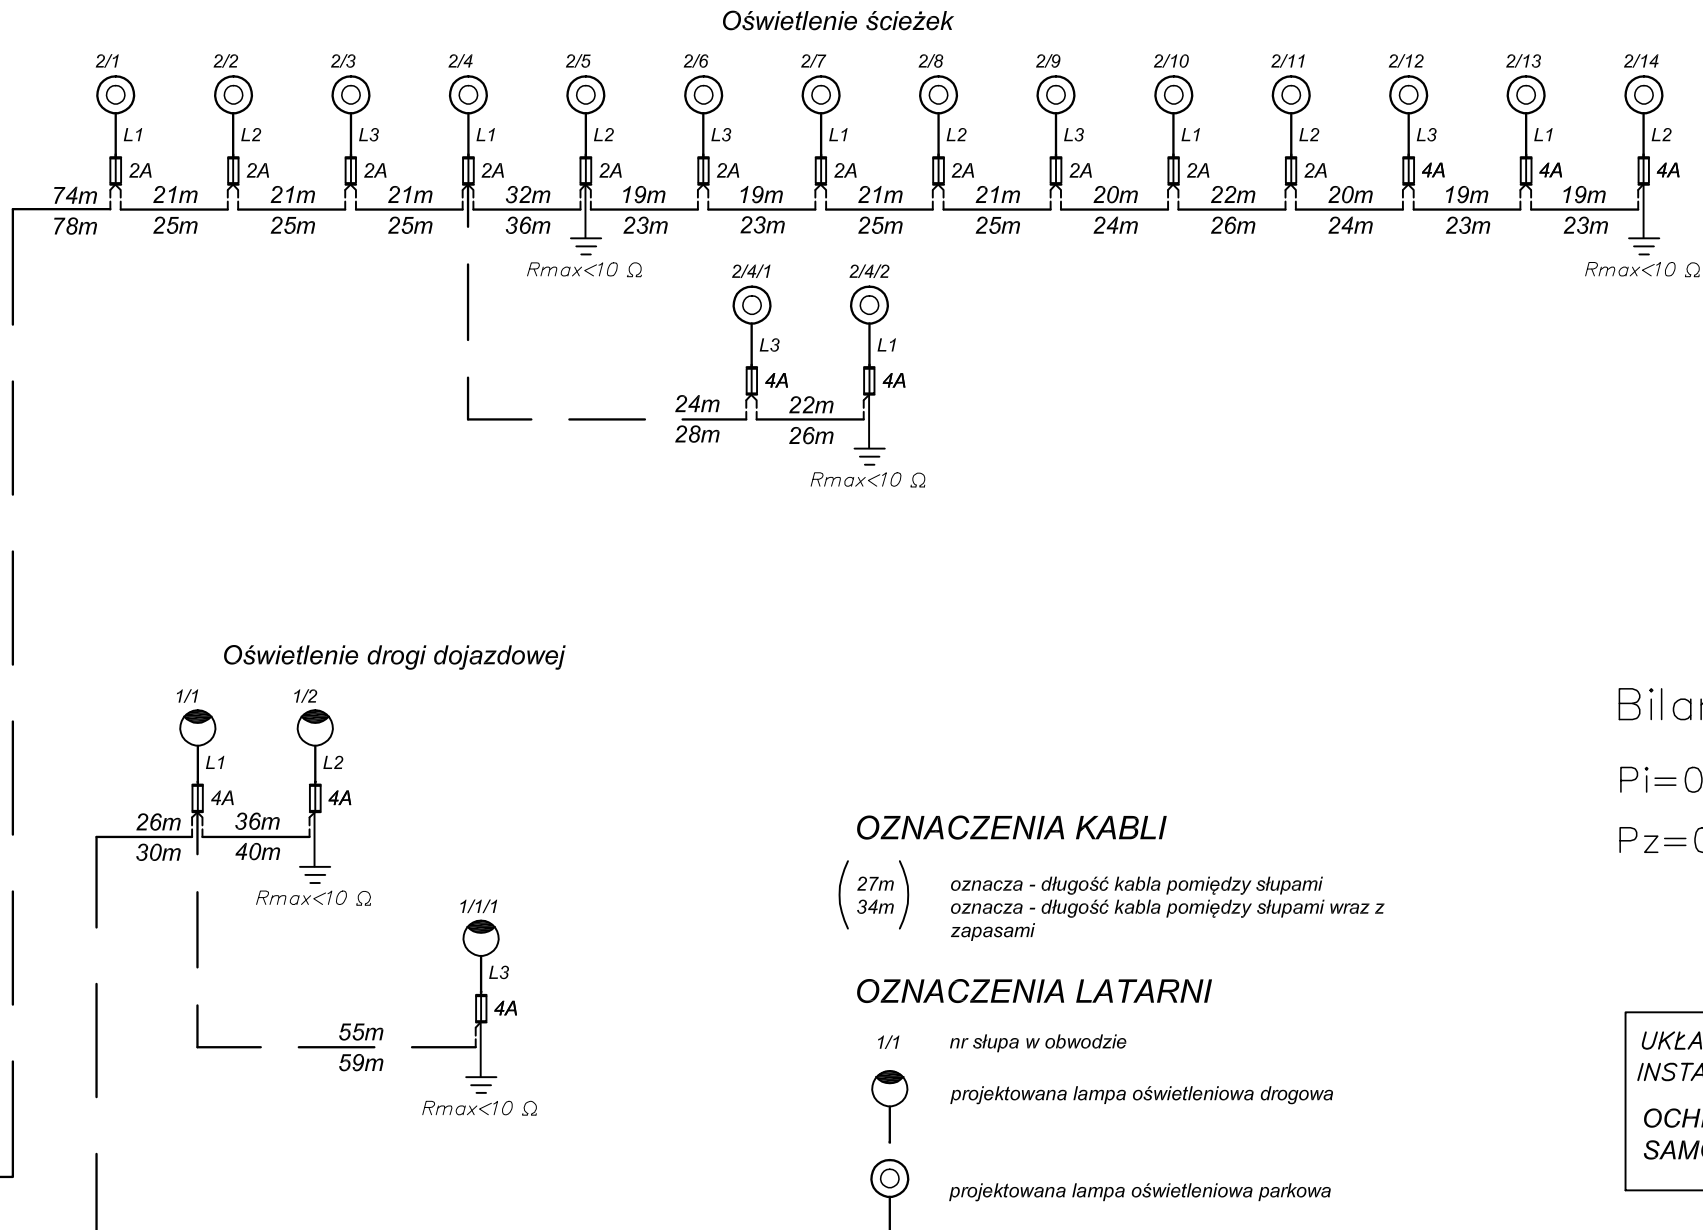 Oświetlenie ścieżek
2/1 2/2 2/3 2/4 2/5 2/6 2/7 2/8 2/9 2/10 2/11 2/12 2/13 2/14
L1 L2 L3 L1 L2 L3 L1 L2 L3 L1 L2 L3 L1 L2
2A 2A 2A 2A 2A 2A 2A 2A 2A 2A 2A 4A 4A 4A
74m 21m 21m 21m 32m 19m 19m 21m 21m 20m 22m 20m 19m 19m
78m 25m 25m 25m 36m 23m 23m 25m 25m 24m 26m 24m 23m 23m
Rmax<10 Ω Rmax<10 Ω
2/4/1 2/4/2
L3 L1
4A 4A
24m 22m
28m 26m
Rmax<10 Ω
Oświetlenie drogi dojazdowej
1/1 1/2
L1 L2
4A 4A
26m 36m
30m 40m
Rmax<10 Ω
1/1/1
L3
4A
55m
59m
Rmax<10 Ω
OZNACZENIA KABLI
27m oznacza - długość kabla pomiędzy słupami
34m oznacza - długość kabla pomiędzy słupami wraz z
zapasami
OZNACZENIA LATARNI
1/1 nr słupa w obwodzie
projektowana lampa oświetleniowa drogowa
projektowana lampa oświetleniowa parkowa
Pi=0
Pz=0